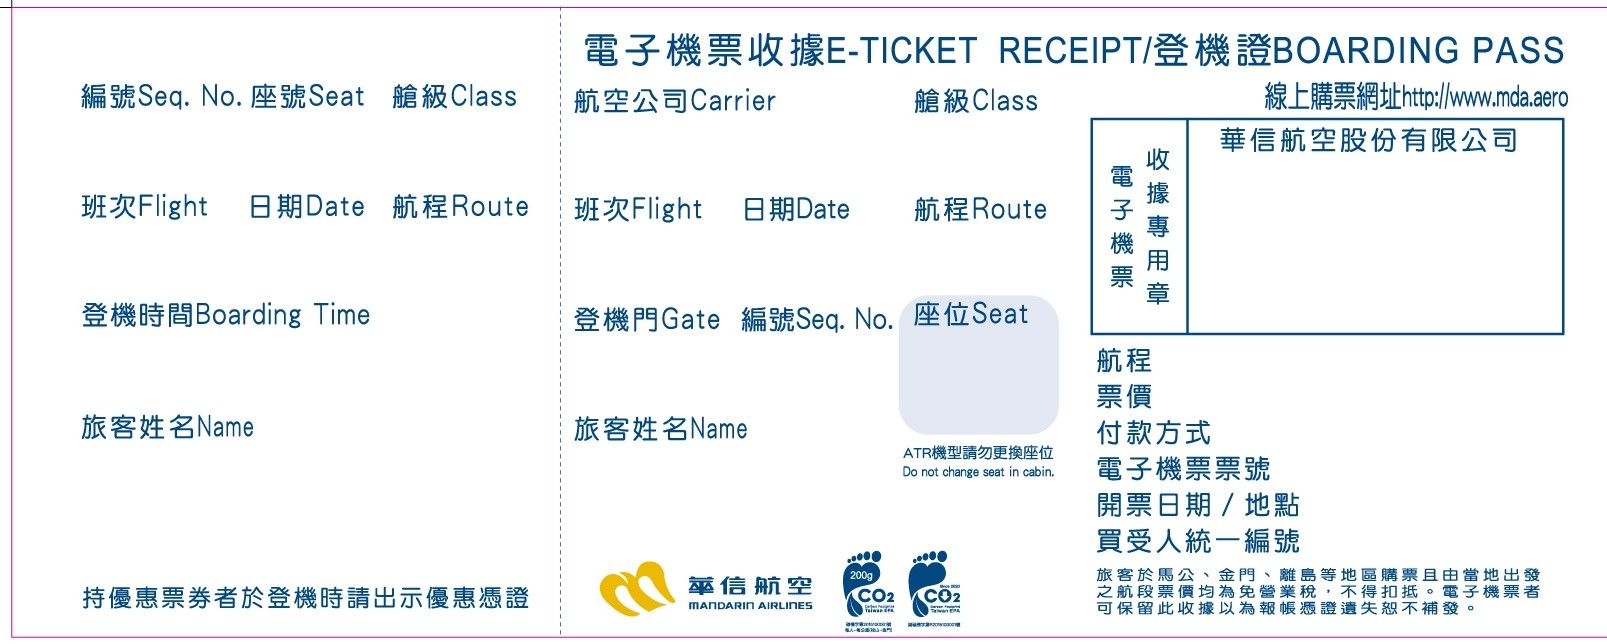 編號Seq. No. 座號Seat 艙級Class
班次Flight 日期Date 航程Route
登機時間Boarding Time
旅客姓名Name
持優惠票券者於登機時請出示優惠憑證
電子機票收據E-TICKET RECEIPT/登機證BOARDING PASS
線上購票網址http://www.mda.aero
航空公司Carrier 艙級Class
班次Flight 日期Date 航程Route
登機門Gate 編號Seq. No. 座位Seat
旅客姓名Name
ATR機型請勿更換座位
Do not change seat in cabin.
華信航空
MANDARIN AIRLINES
200g
CO2
Carbon Footprint
Taiwan EPA
Since 2020
CO2
Carbon Footprint
Taiwan EPA
電子機票
收據專用章
華信航空股份有限公司
航程
票價
付款方式
電子機票票號
開票日期 / 地點
買受人統一編號
旅客於馬公、金門、離島等地區購票且由當地出發
之航段票價均為免營業稅，不得扣抵。電子機票者
可保留此收據以為報帳憑證遺失恕不補發。